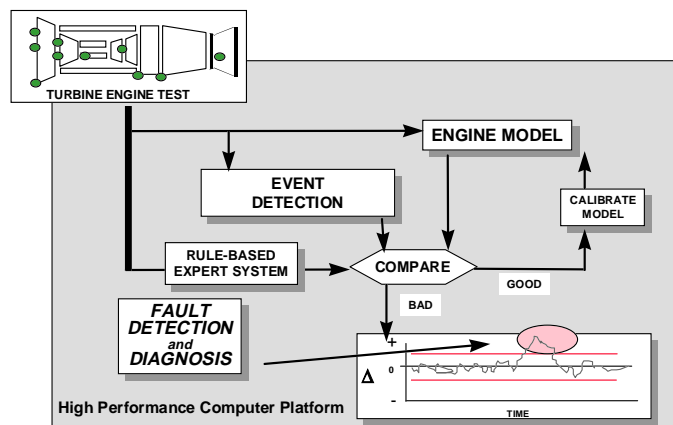 TURBINE ENGINE TEST
ENGINE MODEL
EVENT
DETECTION
CALIBRATE
MODEL
RULE-BASED
EXPERT SYSTEM
COMPARE
GOOD
BAD
FAULT
DETECTION
and
DIAGNOSIS
+
0
Δ
-
TIME
High Performance Computer Platform